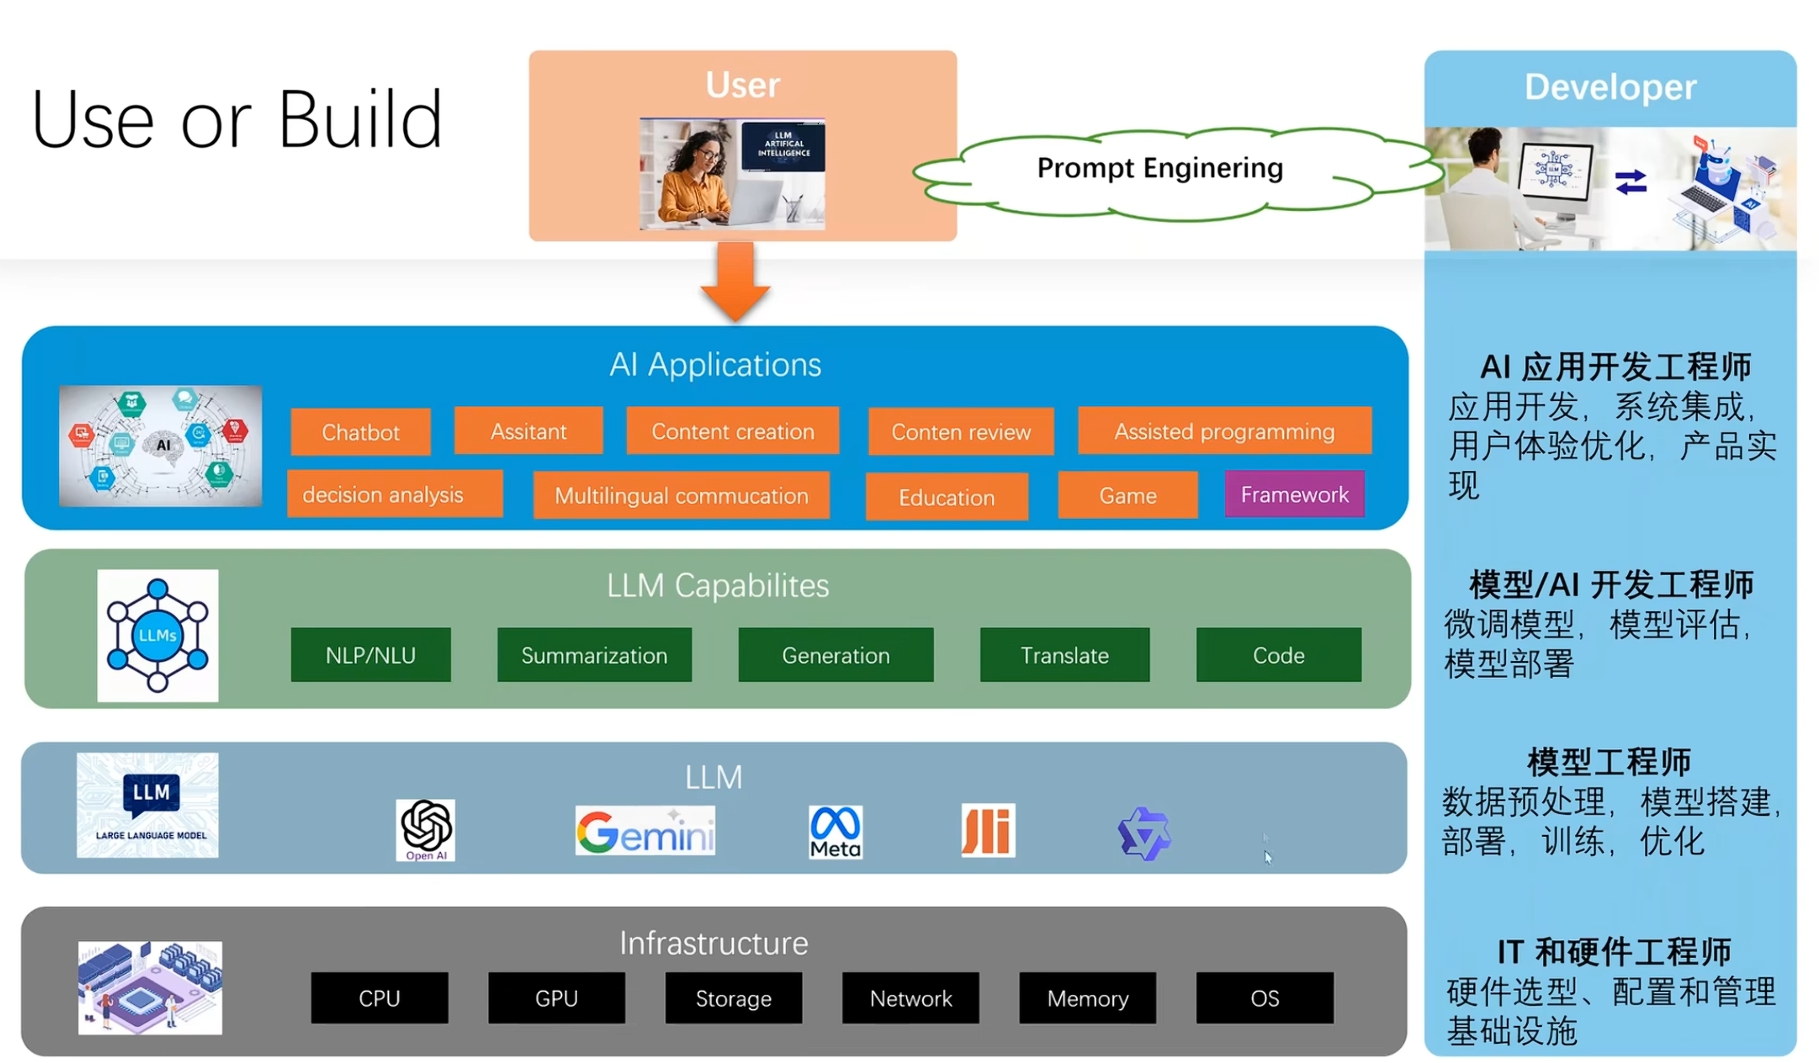 Use or Build
User
LLM
ARTIFICAL
INTELLIGENCE
Prompt Enginering
Developer
LLM
AI
AI Applications
AI
Chatbot
Assitant
Content creation
Conten review
Assisted programming
decision analysis
Multilingual commucation
Education
Game
Framework
AI 应用开发工程师
应用开发，系统集成，
用户体验优化，产品实
现
LLM Capabilites
LLMs
NLP/NLU
Summarization
Generation
Translate
Code
模型/AI 开发工程师
微调模型，模型评估，
模型部署
LLM
LLM
LARGE LANGUAGE MODEL
Open AI
Gemini
Meta
模型工程师
数据预处理，模型搭建，
部署，训练，优化
Infrastructure
CPU
GPU
Storage
Network
Memory
OS
IT 和硬件工程师
硬件选型、配置和管理
基础设施